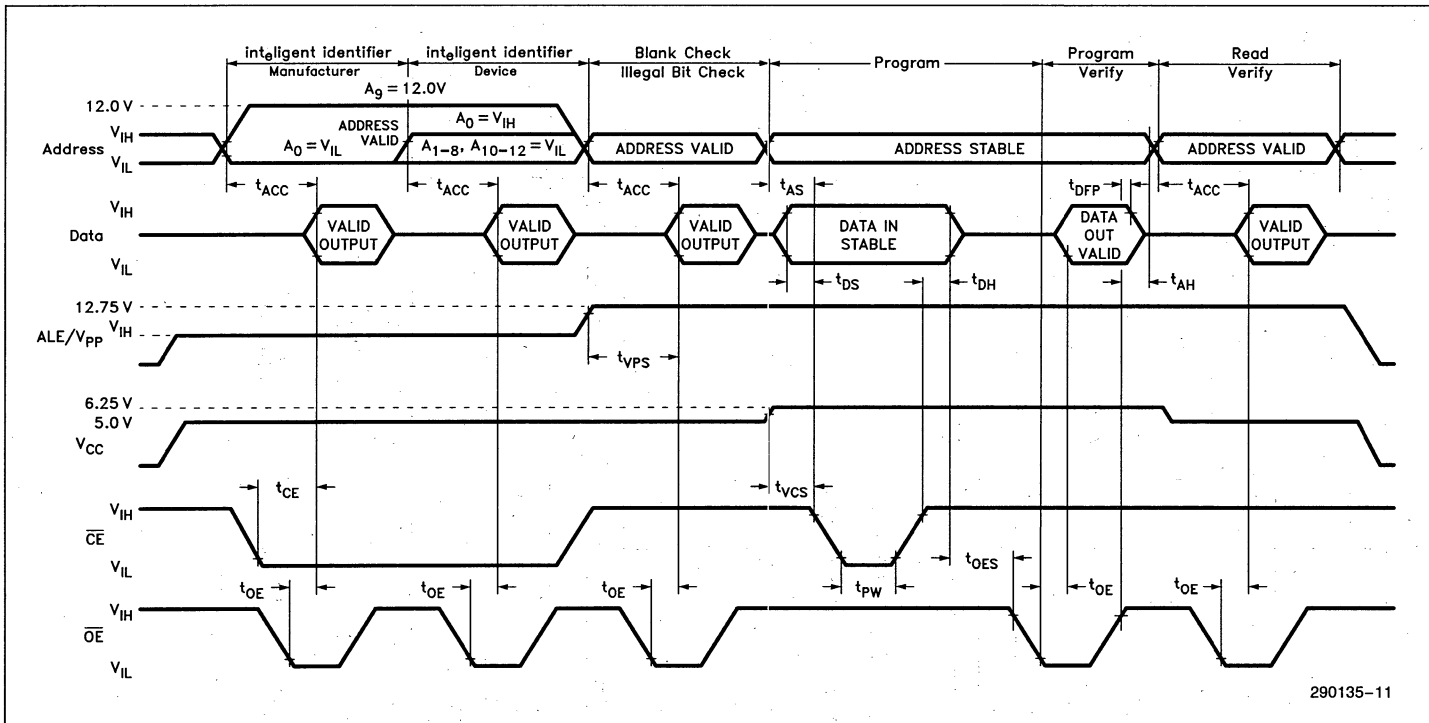 inteligent identifier
Manufacturer
inteligent identifier
Device
Blank Check
Illegal Bit Check
Program
Program
Verify
Read
Verify
A9 = 12.0V
12.0 V
VIH
Address
VIL
A0 = VIL
ADDRESS
VALID
A0 = VIH
A1-8, A10-12 = VIL
ADDRESS VALID
ADDRESS STABLE
ADDRESS VALID
tACC
tACC
tACC
tAS
tDFP
tACC
VIH
Data
VIL
VALID
OUTPUT
VALID
OUTPUT
VALID
OUTPUT
DATA IN
STABLE
DATA
OUT
VALID
VALID
OUTPUT
tDS
tDH
tAH
12.75 V
ALE/VPP
VIH
tVPS
6.25 V
5.0 V
VCC
tCE
tVCS
VIH
CE
VIL
tOES
tOE
tOE
tOE
tPW
tOE
tOE
VIH
OE
VIL
290135-11